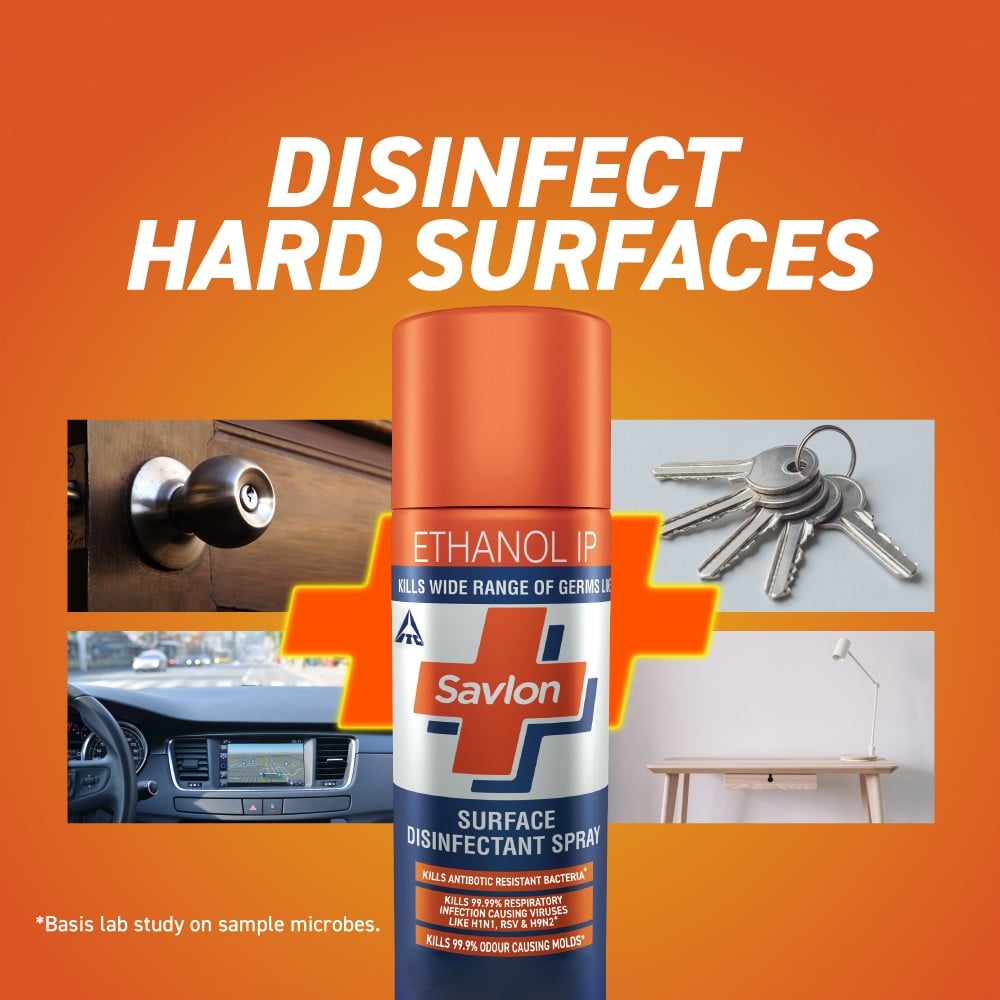 DISINFECT
HARD SURFACES
ETHANOL IP
KILLS WIDE RANGE OF GERMS
ITC
Savlon
SURFACE
DISINFECTANT SPRAY
KILLS ANTIBOTIC RESISTANT BACTERIA*
KILLS 99.99% RESPIRATORY
INFECTION CAUSING VIRUSES
LIKE H1N1, RSV & H9N2*
KILLS 99.9% ODOUR CAUSING MOLDS*
*Basis lab study on sample microbes.